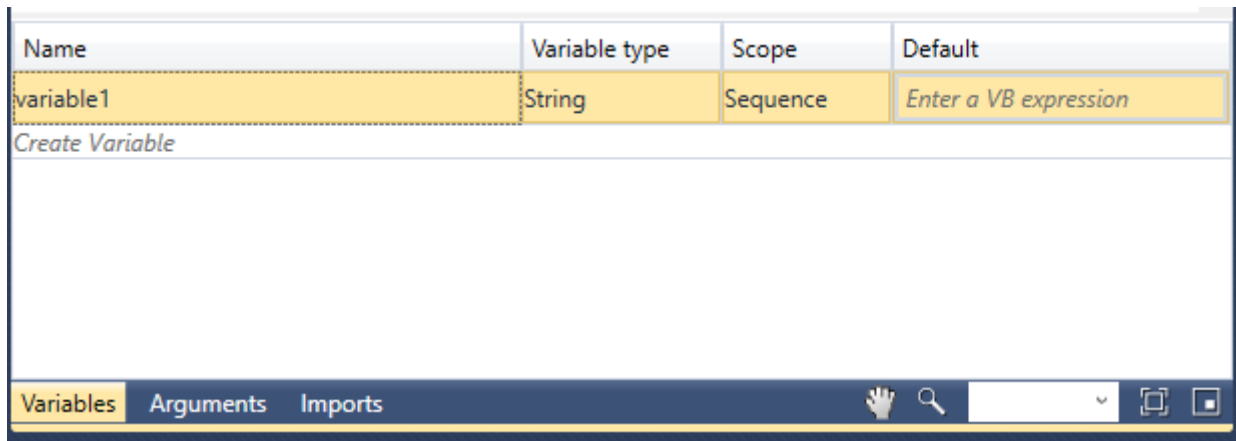 Name Variable type Scope Default
variable1 String Sequence Enter a VB expression
Create Variable
Variables Arguments Imports